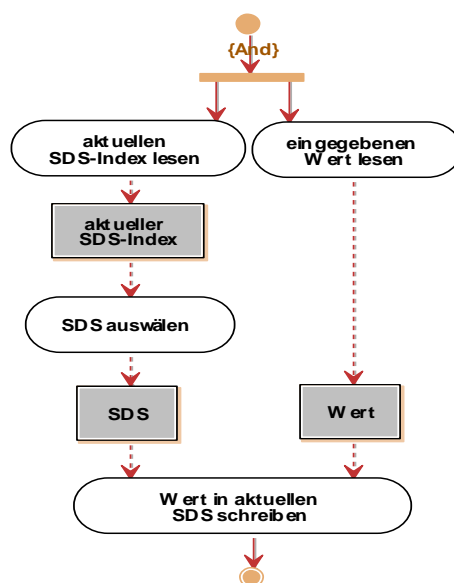 {And}
aktuellen
SDS-Index lesen
eingegebenen
Wert lesen
aktueller
SDS-Index
SDS auswälen
SDS
Wert
Wert in aktuellen
SDS schreiben